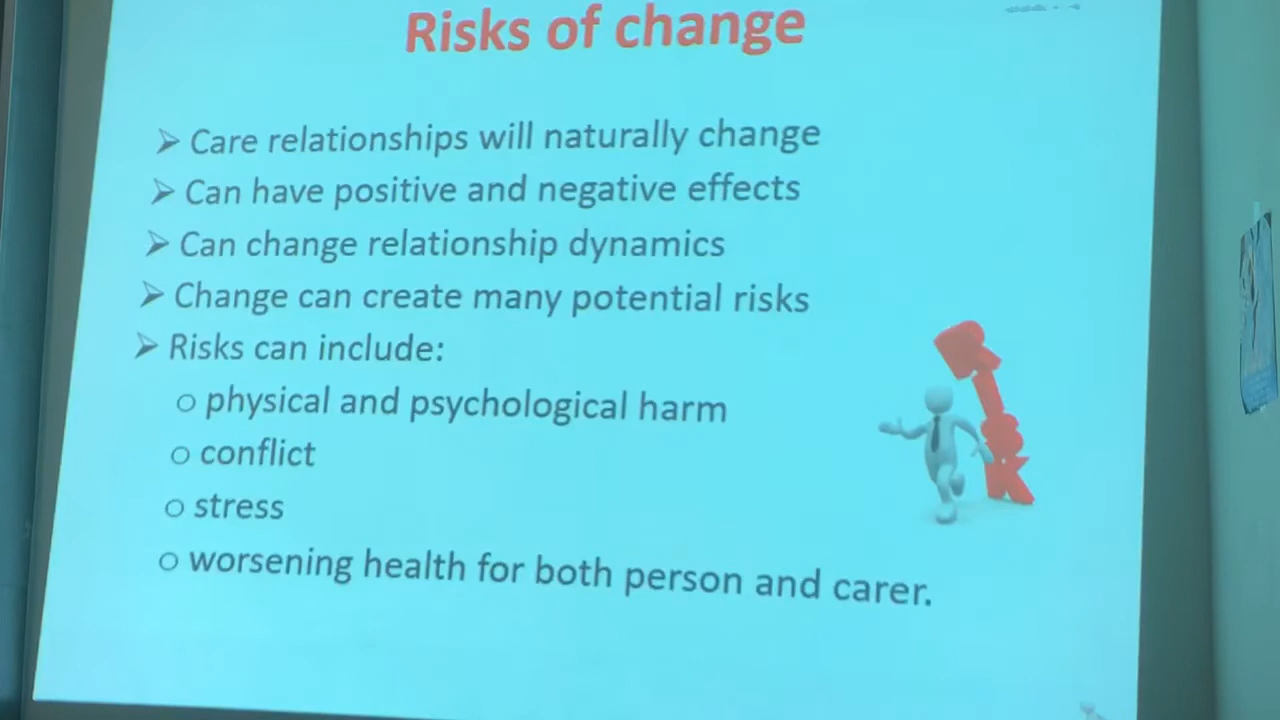 Risks of change
➢ Care relationships will naturally change
➢ Can have positive and negative effects
➢ Can change relationship dynamics
➢ Change can create many potential risks
➢ Risks can include:
o physical and psychological harm
o conflict
o stress
o worsening health for both person and carer.
RISK